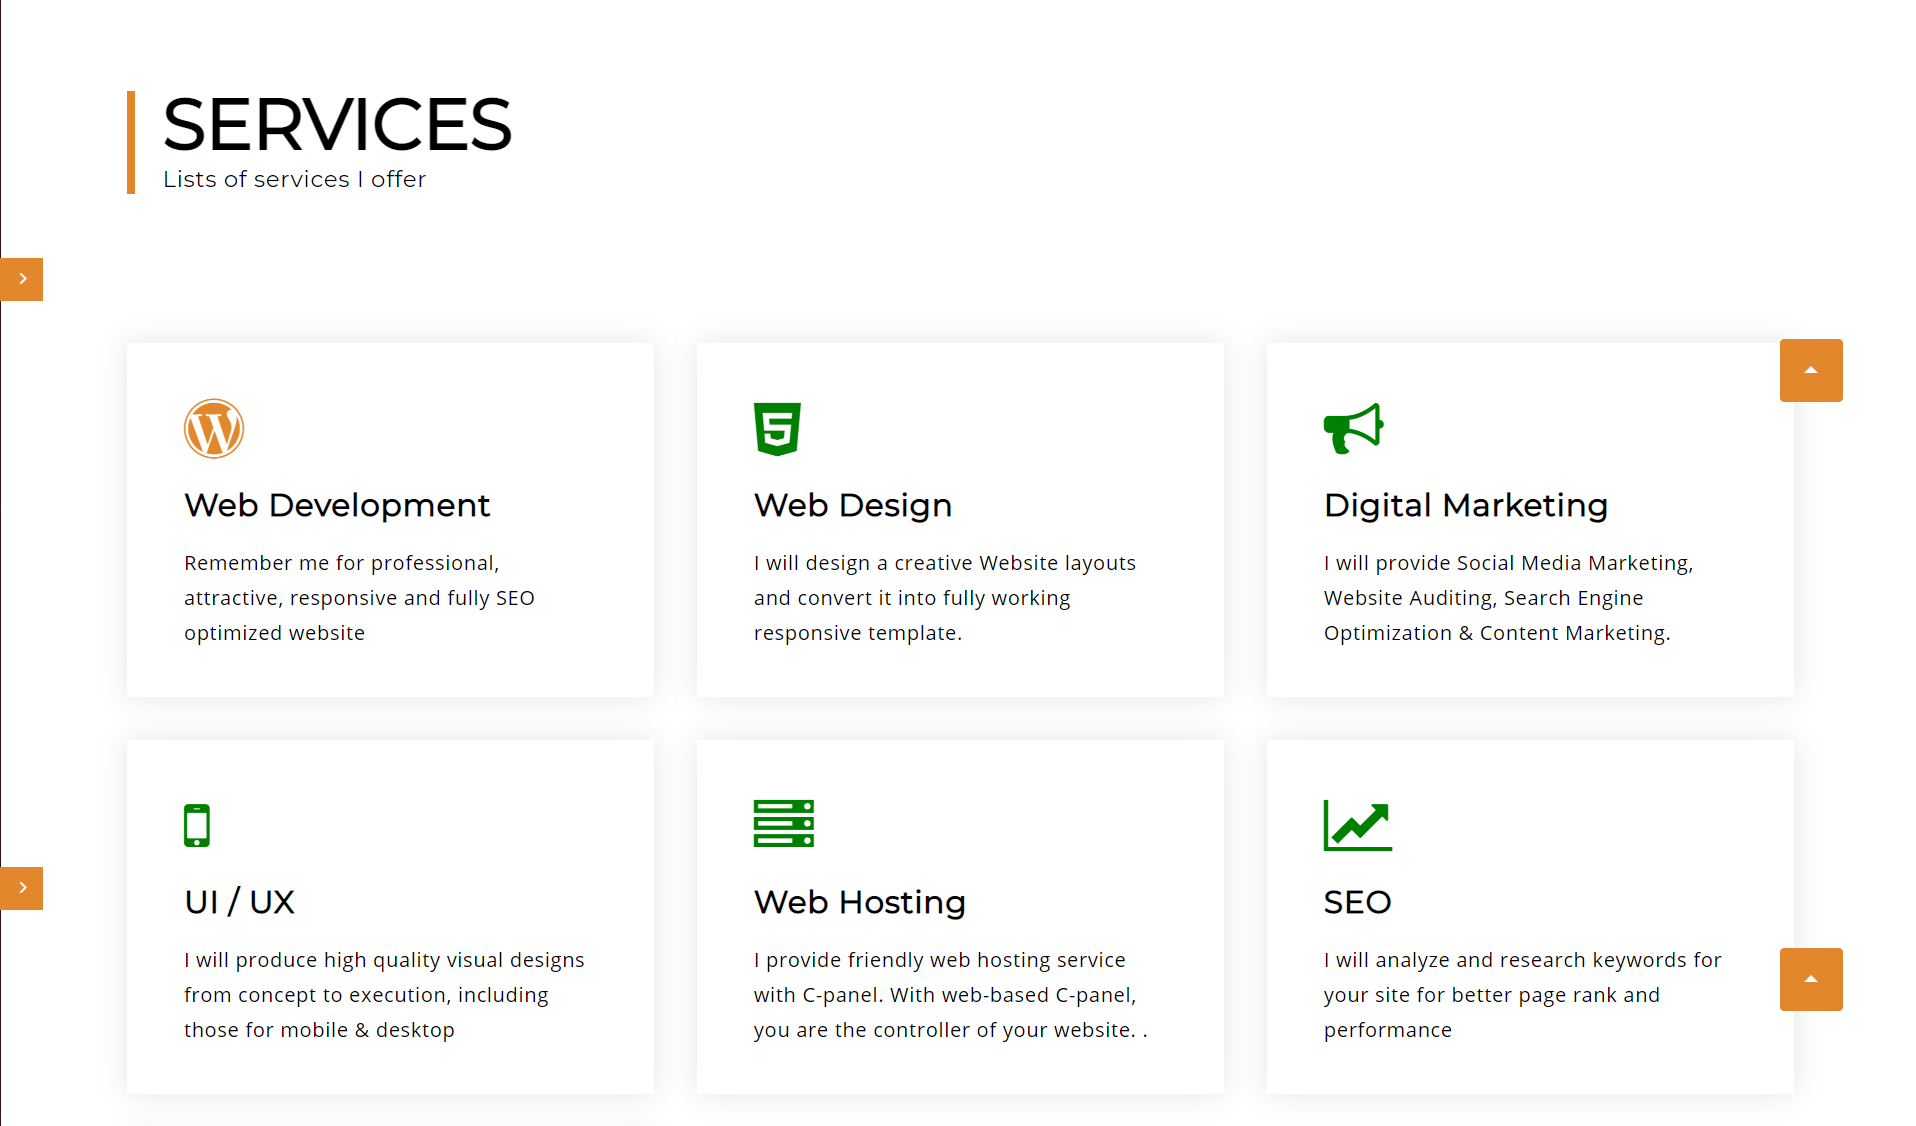 SERVICES
Lists of services I offer
Web Development
Remember me for professional,
attractive, responsive and fully SEO
optimized website
Web Design
I will design a creative Website layouts
and convert it into fully working
responsive template.
Digital Marketing
I will provide Social Media Marketing,
Website Auditing, Search Engine
Optimization & Content Marketing.
UI / UX
I will produce high quality visual designs
from concept to execution, including
those for mobile & desktop
Web Hosting
I provide friendly web hosting service
with C-panel. With web-based C-panel,
you are the controller of your website. .
SEO
I will analyze and research keywords for
your site for better page rank and
performance